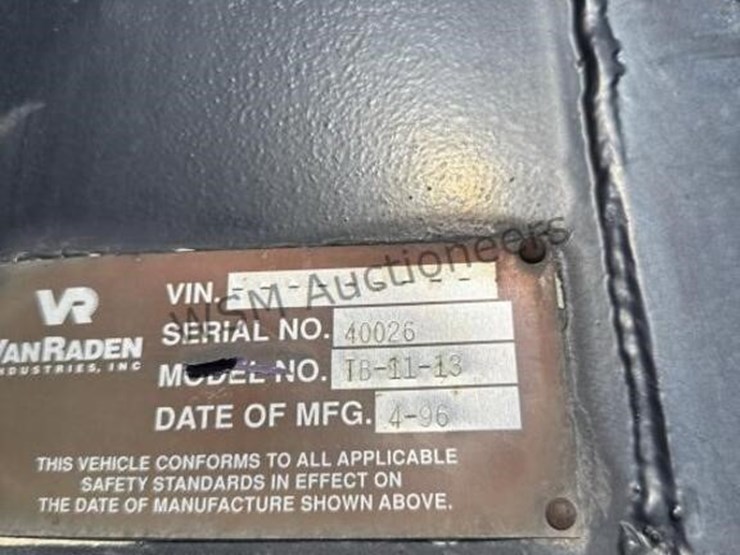 VR
VANRADEN
INDUSTRIES, INC
VIN. - - - - - - - -
SERIAL NO. 40026
MODEL NO. TB-11-13
DATE OF MFG. 4-96
THIS VEHICLE CONFORMS TO ALL APPLICABLE
SAFETY STANDARDS IN EFFECT ON
THE DATE OF MANUFACTURE SHOWN ABOVE.
WSM Auctioneers